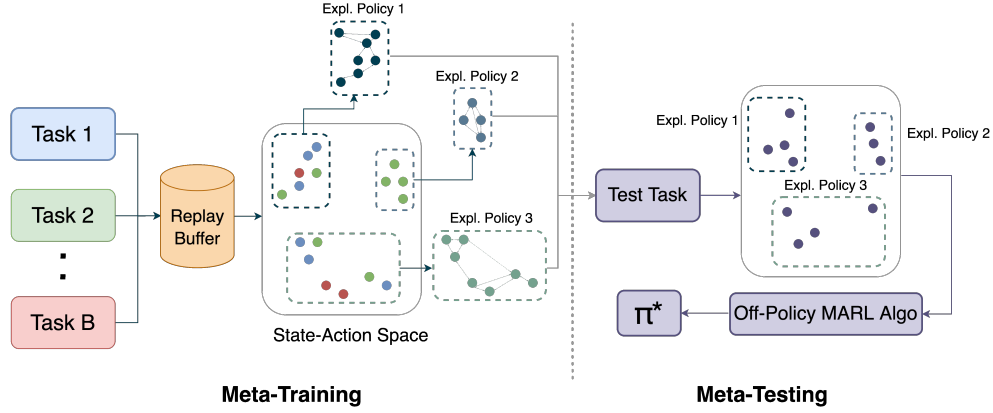 Expl. Policy 1
Expl. Policy 2
Task 1
Task 2
Task B
Replay
Buffer
Expl. Policy 3
State-Action Space
Meta-Training
Test Task
Expl. Policy 1
Expl. Policy 2
Expl. Policy 3
Off-Policy MARL Algo
π*
Meta-Testing